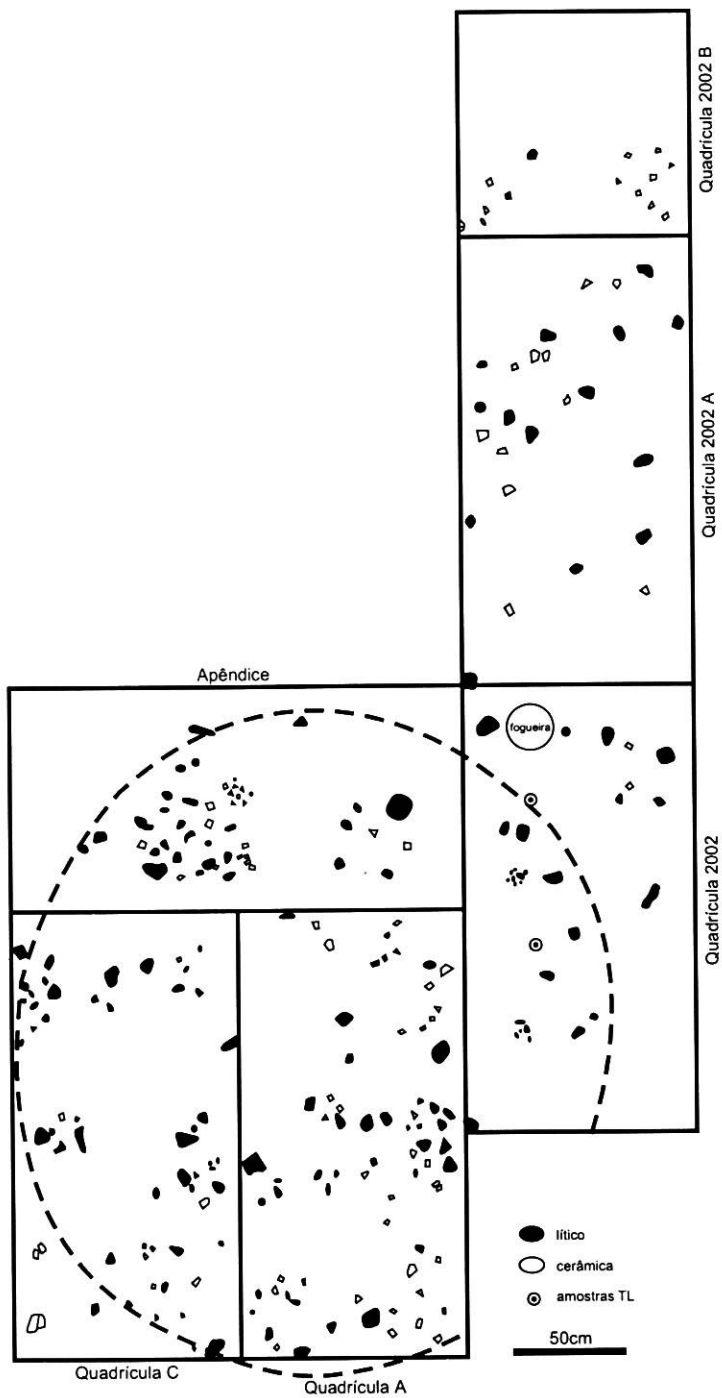 Quadrícula 2002 B
Quadrícula 2002 A
Apêndice
fogueira
Quadrícula 2002
lítico
cerâmica
amostras TL
50cm
Quadrícula C
Quadrícula A